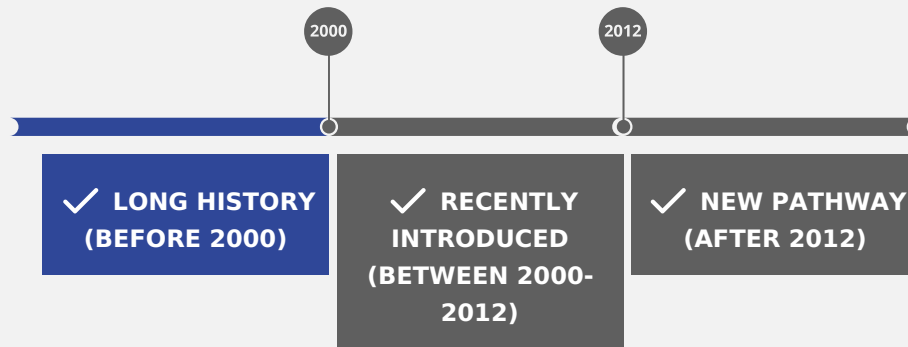 2000
2012
LONG HISTORY
(BEFORE 2000)
RECENTLY
INTRODUCED
(BETWEEN 2000-
2012)
NEW PATHWAY
(AFTER 2012)